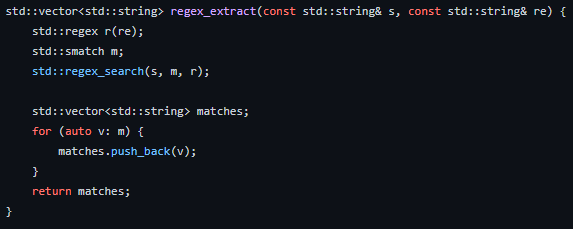 std::vector<std::string> regex_extract(const std::string& s, const std::string& re) {
    std::regex r(re);
    std::smatch m;
    std::regex_search(s, m, r);

    std::vector<std::string> matches;
    for (auto v: m) {
        matches.push_back(v);
    }
    return matches;
}